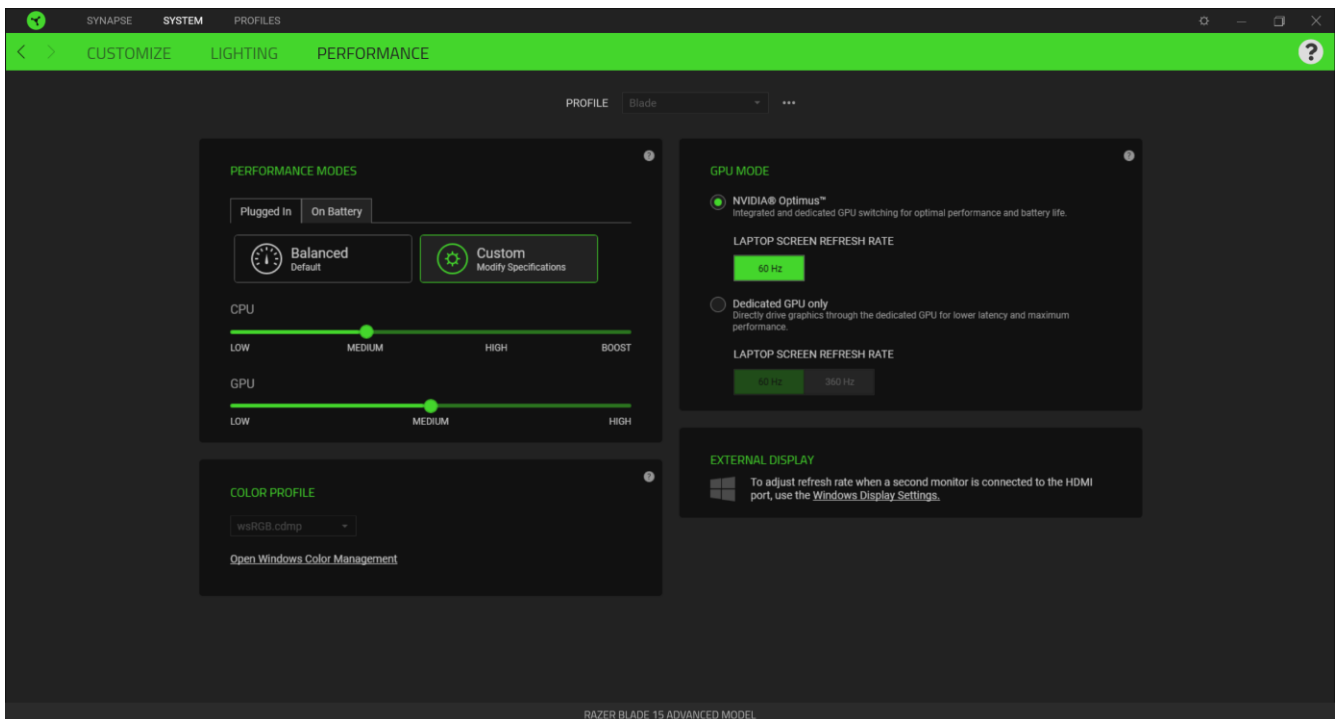 SYNAPSE SYSTEM PROFILES
CUSTOMIZE LIGHTING PERFORMANCE
?
PROFILE Blade
PERFORMANCE MODES
?
Plugged In On Battery
Balanced
Default
Custom
Modify Specifications
CPU
LOW MEDIUM HIGH BOOST
GPU
LOW MEDIUM HIGH
COLOR PROFILE
?
wsRGB.cdmp
Open Windows Color Management
GPU MODE
?
NVIDIA® Optimus™
Integrated and dedicated GPU switching for optimal performance and battery life.
LAPTOP SCREEN REFRESH RATE
60 Hz
Dedicated GPU only
Directly drive graphics through the dedicated GPU for lower latency and maximum
performance.
LAPTOP SCREEN REFRESH RATE
60 Hz 360 Hz
EXTERNAL DISPLAY
To adjust refresh rate when a second monitor is connected to the HDMI
port, use the Windows Display Settings.
RAZER BLADE 15 ADVANCED MODEL